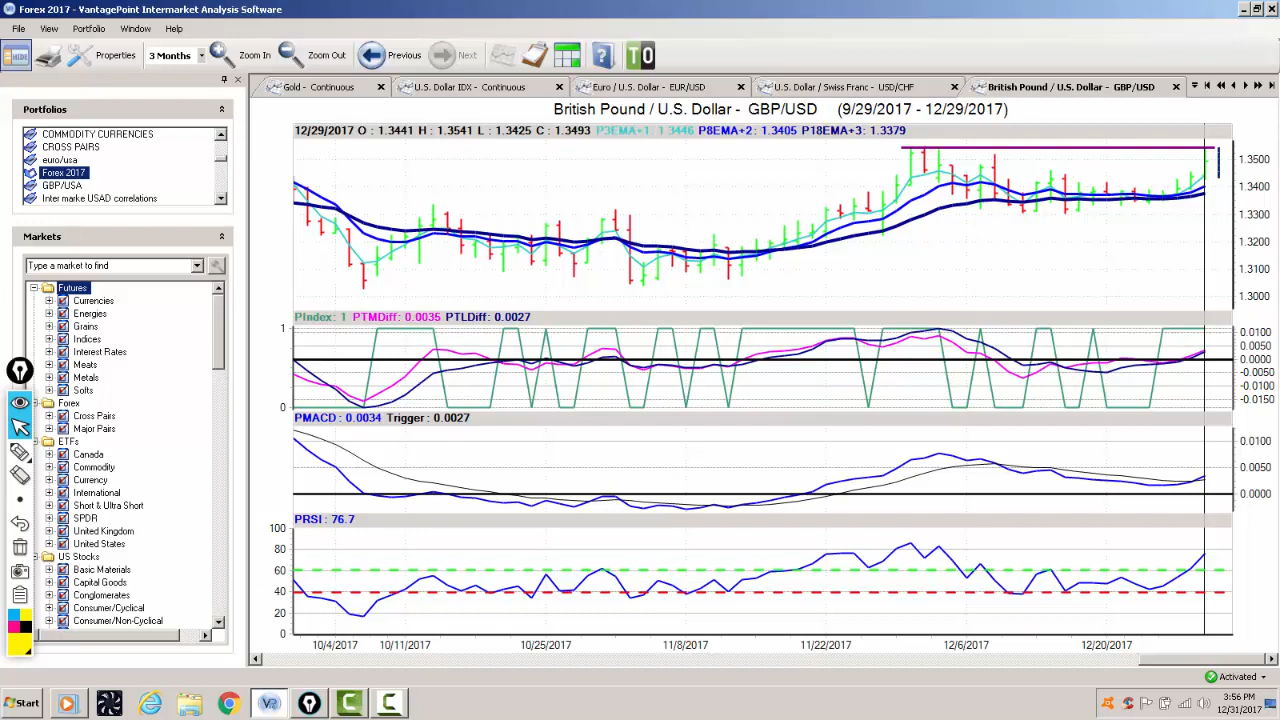 Forex 2017 - VantagePoint Intermarket Analysis Software
File View Portfolio Window Help
HIDE Properties 3 Months Zoom In Zoom Out Previous Next ? TO
Portfolios
COMMODITY CURRENCIES
CROSS PAIRS
euro/usa
Forex 2017
GBP/USA
Inter marke USAD correlations
Markets
Type a market to find
Futures
Currencies
Energies
Grains
Indices
Interest Rates
Meats
Metals
Softs
Forex
Cross Pairs
Major Pairs
ETFs
Canada
Commodity
Currency
International
Short & Ultra Short
SPDR
United Kingdom
United States
US Stocks
Basic Materials
Capital Goods
Conglomerates
Consumer/Cyclical
Consumer/Non-Cyclical
Gold - Continuous U.S. Dollar IDX - Continuous Euro / U.S. Dollar - EUR/USD U.S. Dollar / Swiss Franc - USD/CHF British Pound / U.S. Dollar - GBP/USD
British Pound / U.S. Dollar - GBP/USD (9/29/2017 - 12/29/2017)
12/29/2017 O : 1.3441 H : 1.3541 L : 1.3425 C : 1.3493 P3EMA+1: 1.3446 P8EMA+2: 1.3405 P18EMA+3: 1.3379
1.3500
1.3400
1.3300
1.3200
1.3100
1.3000
PIndex: 1 PTMDiff: 0.0035 PTLDiff: 0.0027
1
0
0.0100
0.0050
0.0000
-0.0050
-0.0100
-0.0150
PMACD : 0.0034 Trigger: 0.0027
0.0100
0.0050
0.0000
PRSI : 76.7
100
80
60
40
20
0
10/4/2017 10/11/2017 10/25/2017 11/8/2017 11/22/2017 12/6/2017 12/20/2017
Activated
Start
3:56 PM
12/31/2017